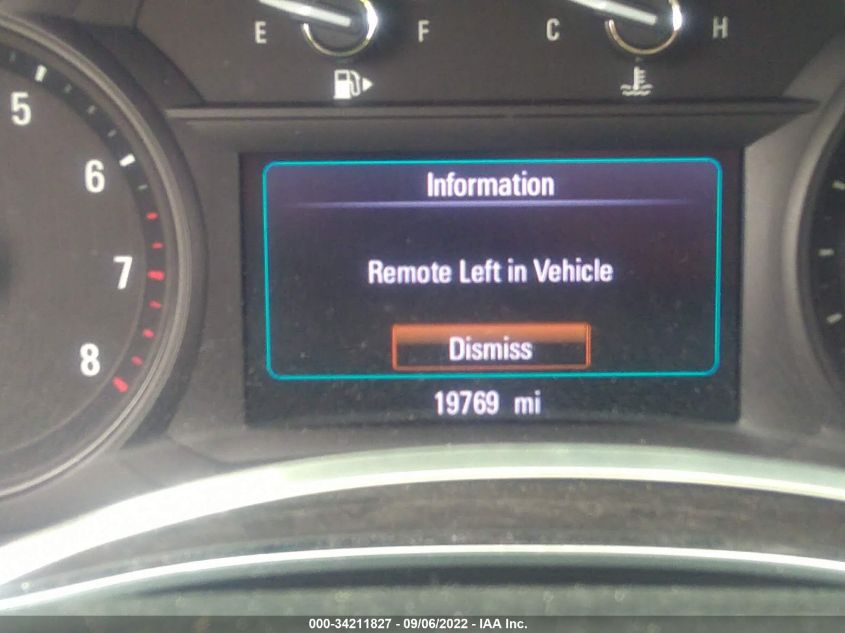 E F C H
5
6
7
8
Information
Remote Left in Vehicle
Dismiss
19769 mi
000-34211827 - 09/06/2022 - IAA Inc.